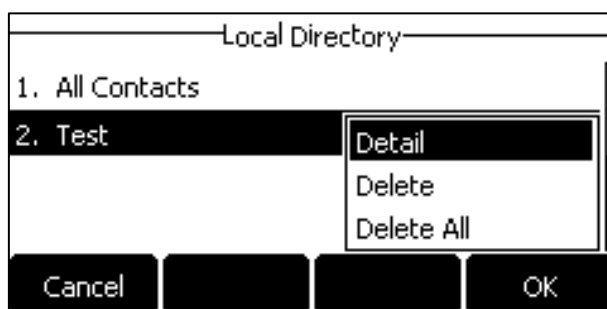 Local Directory
1. All Contacts
2. Test
Detail
Delete
Delete All
Cancel
OK